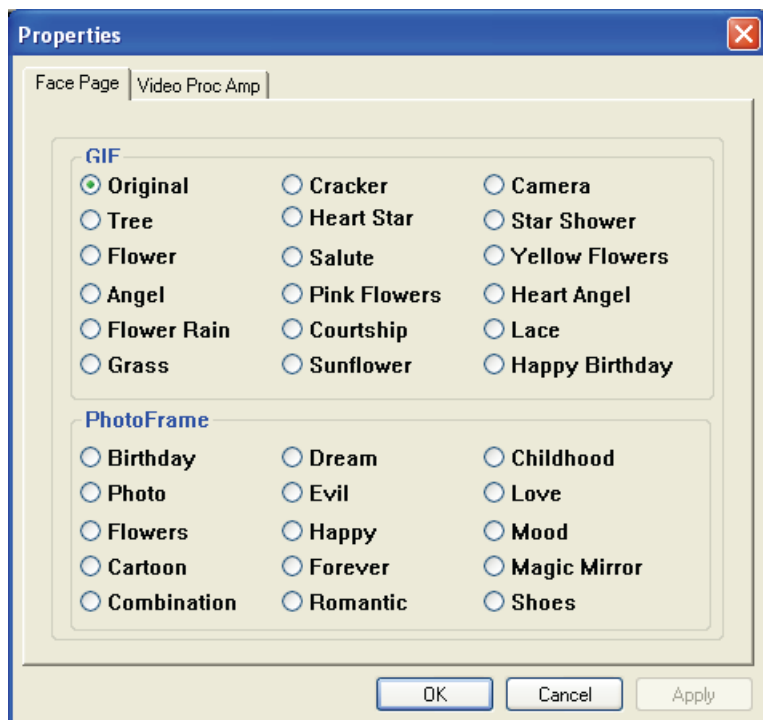 Properties
Face Page Video Proc Amp
GIF
Original Cracker Camera
Tree Heart Star Star Shower
Flower Salute Yellow Flowers
Angel Pink Flowers Heart Angel
Flower Rain Courtship Lace
Grass Sunflower Happy Birthday
PhotoFrame
Birthday Dream Childhood
Photo Evil Love
Flowers Happy Mood
Cartoon Forever Magic Mirror
Combination Romantic Shoes
OK Cancel Apply